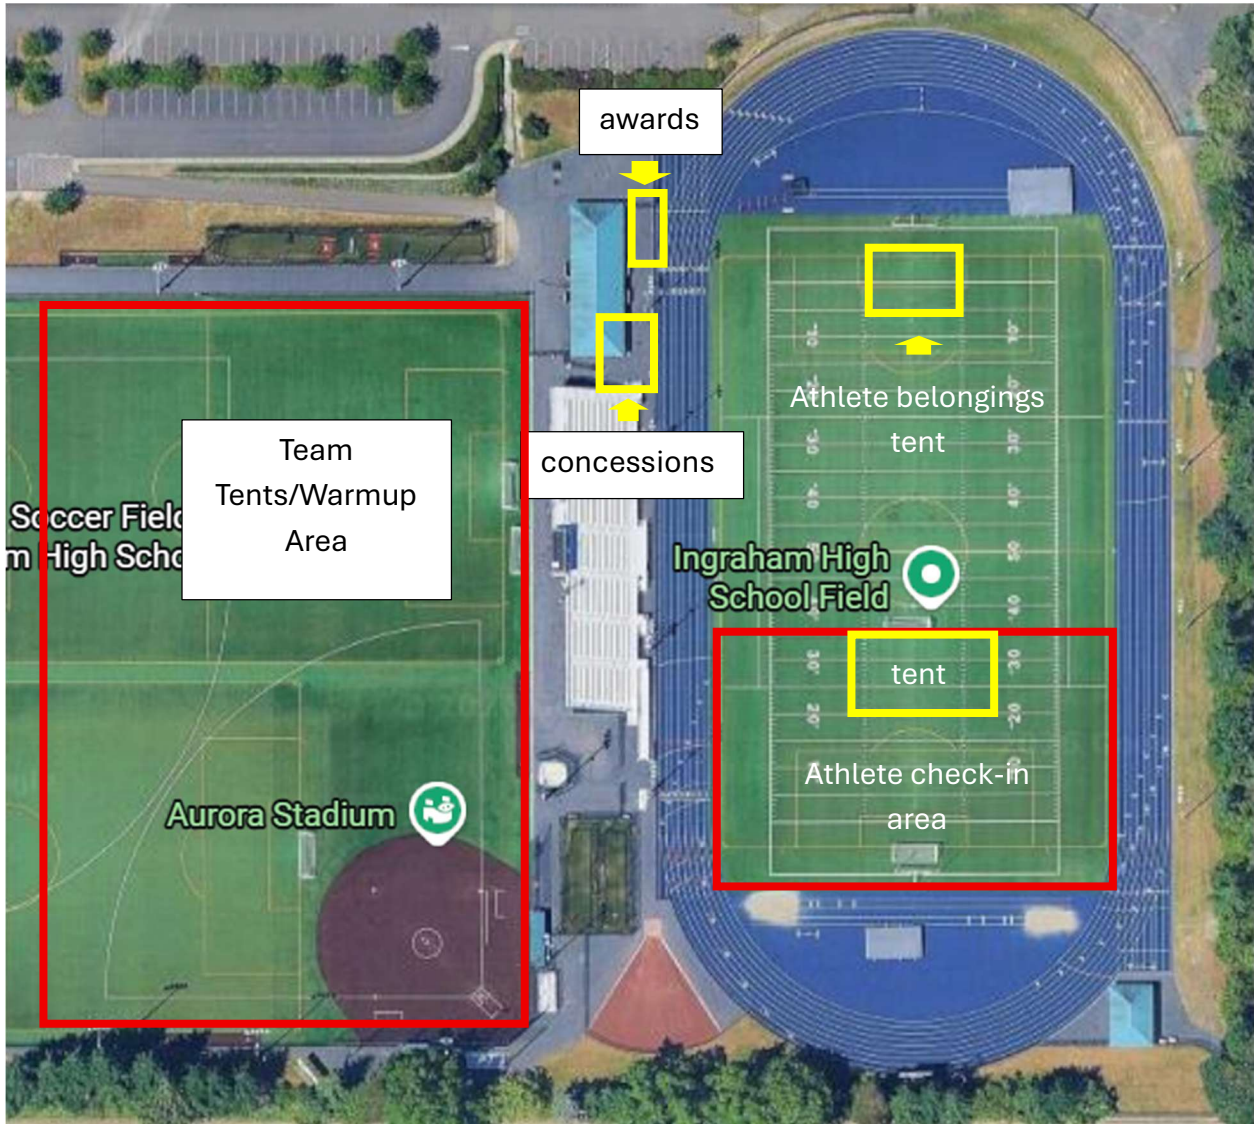 awards
Athlete belongings
tent
concessions
Team
Tents/Warmup
Area
Soccer Field
m High Scho
Ingraham High
School Field
tent
Athlete check-in
area
Aurora Stadium